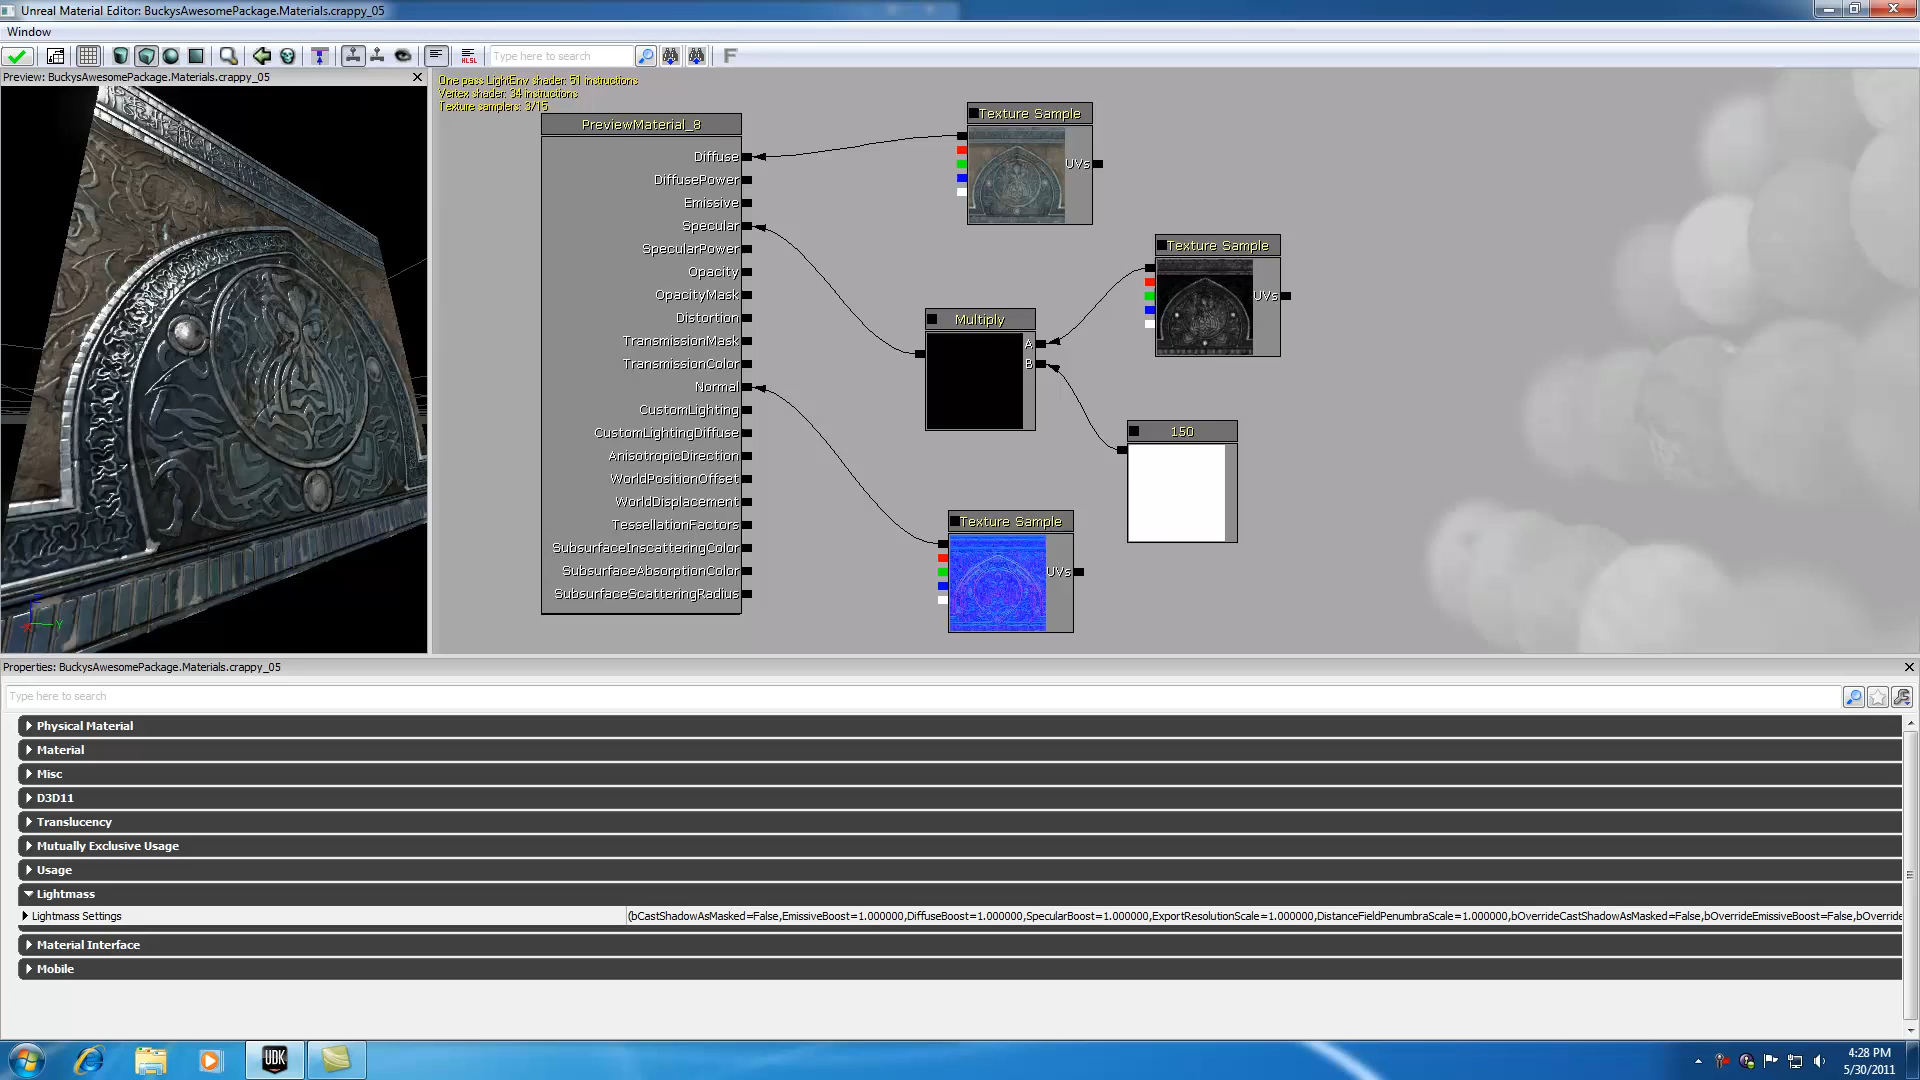 Unreal Material Editor: BuckysAwesomePackage.Materials.crappy_05
Window
HLSL
Type here to search
F
Preview: BuckysAwesomePackage.Materials.crappy_05
One pass LightEnv shader: 51 instructions
Vertex shader: 34 instructions
Texture samplers: 3/15
PreviewMaterial_8
Diffuse
DiffusePower
Emissive
Specular
SpecularPower
Opacity
OpacityMask
Distortion
TransmissionMask
TransmissionColor
Normal
CustomLighting
CustomLightingDiffuse
AnisotropicDirection
WorldPositionOffset
WorldDisplacement
TessellationFactors
SubsurfaceInscatteringColor
SubsurfaceAbsorptionColor
SubsurfaceScatteringRadius
Texture Sample
UVs
Texture Sample
UVs
Multiply
A
B
150
Texture Sample
UVs
Z
X
Y
Properties: BuckysAwesomePackage.Materials.crappy_05
Type here to search
Physical Material
Material
Misc
D3D11
Translucency
Mutually Exclusive Usage
Usage
Lightmass
Lightmass Settings (bCastShadowAsMasked=False,EmissiveBoost=1.000000,DiffuseBoost=1.000000,SpecularBoost=1.000000,ExportResolutionScale=1.000000,DistanceFieldPenumbraScale=1.000000,bOverrideCastShadowAsMasked=False,bOverrideEmissiveBoost=False,bOverride
Material Interface
Mobile
UDK
4:28 PM
5/30/2011